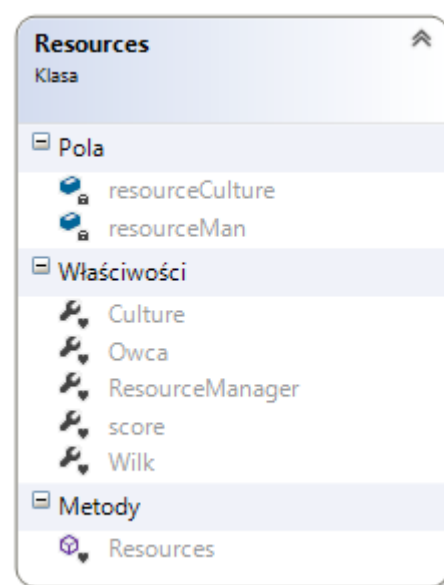 Resources
Klasa
Pola
resourceCulture
resourceMan
Właściwości
Culture
Owca
ResourceManager
score
Wilk
Metody
Resources